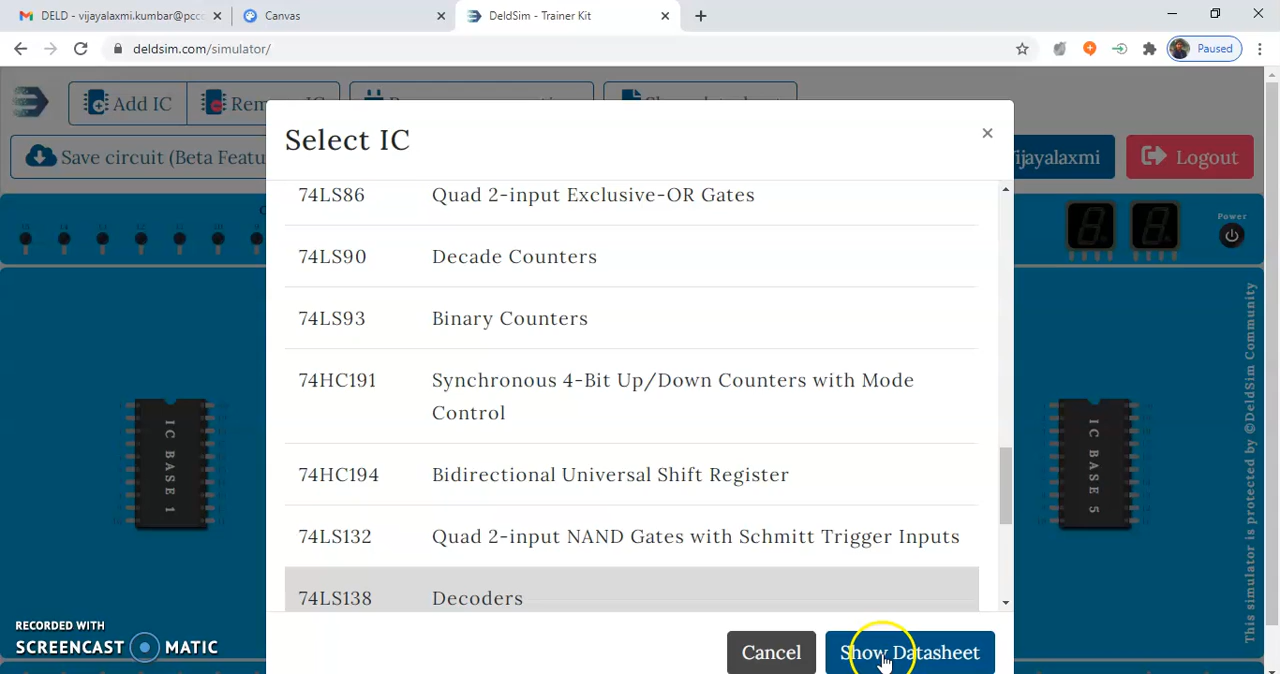 DELD - vijayalaxmi.kumbar@pcc
Canvas
DeldSim - Trainer Kit
deldsim.com/simulator/
Paused
Add IC
Save circuit (Beta Featu
ijayalaxmi
Logout
Select IC
74LS86 Quad 2-input Exclusive-OR Gates
74LS90 Decade Counters
74LS93 Binary Counters
74HC191 Synchronous 4-Bit Up/Down Counters with Mode
Control
74HC194 Bidirectional Universal Shift Register
74LS132 Quad 2-input NAND Gates with Schmitt Trigger Inputs
74LS138 Decoders
Cancel
Show Datasheet
Power
IC BASE 1
IC BASE 5
This simulator is protected by ©DeldSim Community
RECORDED WITH
SCREENCAST MATIC